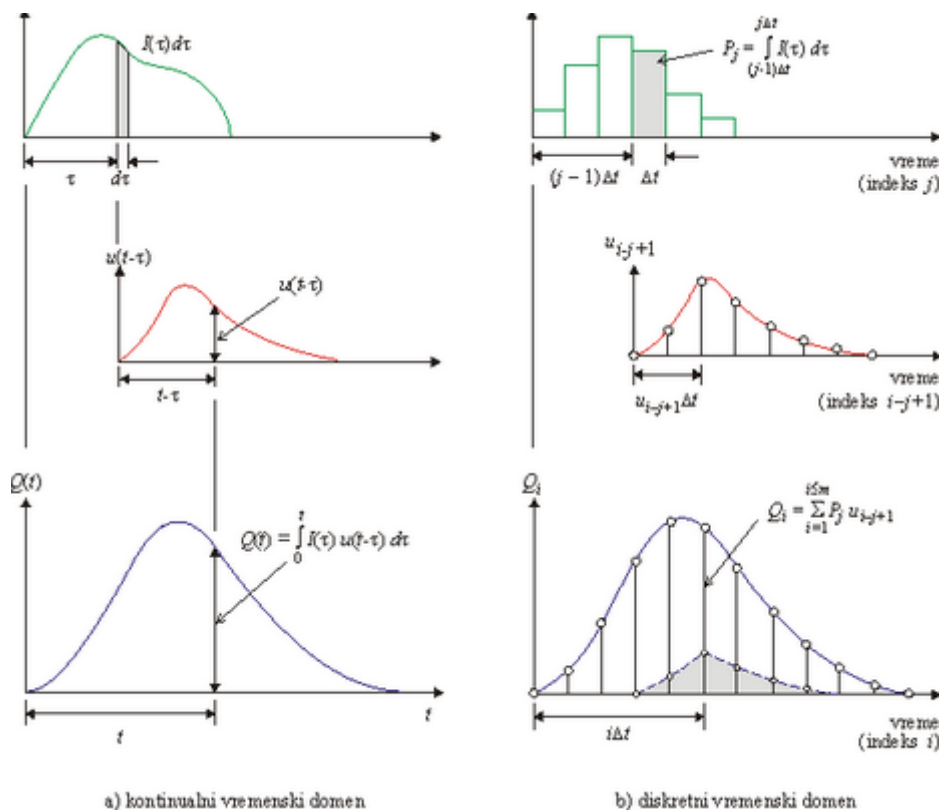 I(τ) dτ
τ
dτ
u(t-τ)
u(t-τ)
t-τ
Q(t)
Q(t) = ∫₀ᵗ I(τ) u(t-τ) dτ
t
t
a) kontinualni vremenski domen
P_j = ∫_{(j-1)Δt}^{jΔt} I(τ) dτ
(j – 1)Δt
Δt
vreme
(indeks j)
u_{i-j+1}
u_{i-j+1}Δt
vreme
(indeks i-j+1)
Q_i
Q_i = ∑_{i=1}^{i≤m} P_j u_{i-j+1}
iΔt
vreme
(indeks i)
b) diskretni vremenski domen